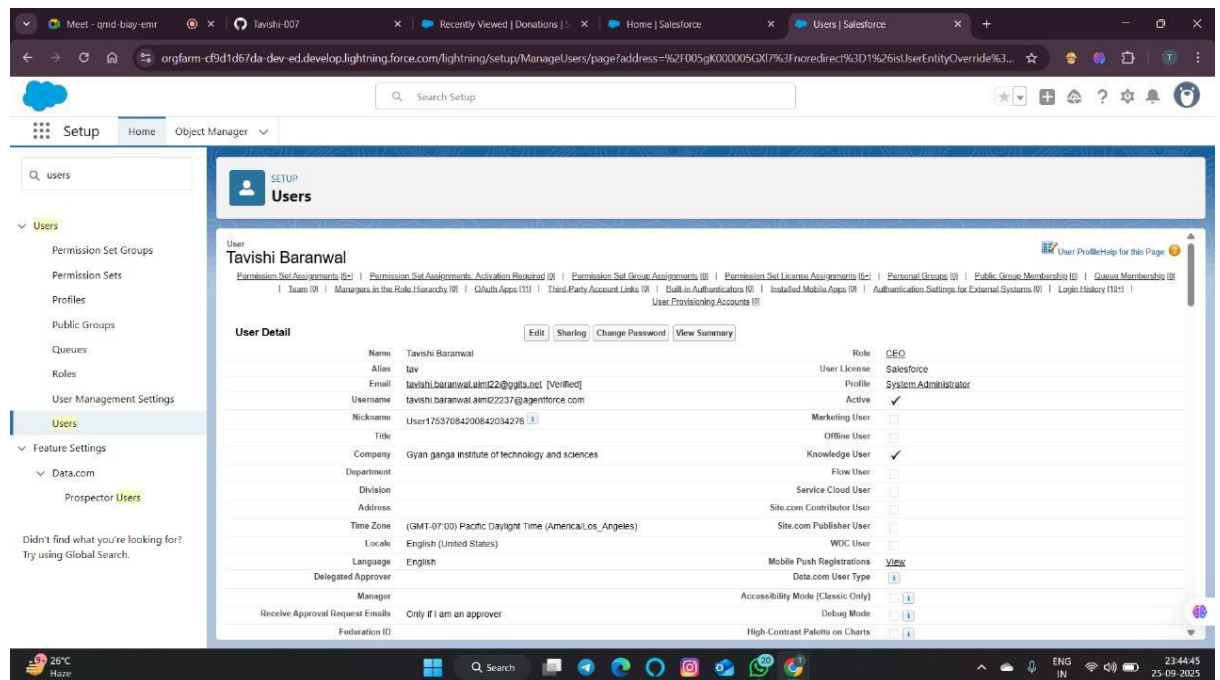 Meet - qmd-biay-emr
Tavishi-007
Recently Viewed | Donations | S
Home | Salesforce
Users | Salesforce
orgfarm-cf9d1d67da-dev-ed.develop.lightning.force.com/lightning/setup/ManageUsers/page?address=%2F005gK000005GXl7%3Fnoredirect%3D1%26isUserEntityOverride%3...
T
Search Setup
Setup
Home
Object Manager
users
Users
Permission Set Groups
Permission Sets
Profiles
Public Groups
Queues
Roles
User Management Settings
Users
Feature Settings
Data.com
Prospector Users
Didn't find what you're looking for?
Try using Global Search.
SETUP
Users
User
Tavishi Baranwal
User Profile Help for this Page
Permission Set Assignments [5+] | Permission Set Assignments: Activation Required [0] | Permission Set Group Assignments [0] | Permission Set License Assignments [5+] | Personal Groups [0] | Public Group Membership [0] | Queue Membership [0]
| Team [0] | Managers in the Role Hierarchy [0] | OAuth Apps [11] | Third-Party Account Links [0] | Built-in Authenticators [0] | Installed Mobile Apps [0] | Authentication Settings for External Systems [0] | Login History [10+] |
User Provisioning Accounts [0]
User Detail Edit Sharing Change Password View Summary
Name Tavishi Baranwal Role CEO
Alias tav User License Salesforce
Email tavishi.baranwal.aiml22@ggits.net [Verified] Profile System Administrator
Username tavishi.baranwal.aiml22237@agentforce.com Active ✓
Nickname User17537084200842034276 i Marketing User
Title Offline User
Company Gyan ganga institute of technology and sciences Knowledge User ✓
Department Flow User
Division Service Cloud User
Address Site.com Contributor User
Time Zone (GMT-07:00) Pacific Daylight Time (America/Los_Angeles) Site.com Publisher User
Locale English (United States) WDC User
Language English Mobile Push Registrations View
Delegated Approver Data.com User Type i
Manager Accessibility Mode (Classic Only) i
Receive Approval Request Emails Only if I am an approver Debug Mode i
Federation ID High-Contrast Palette on Charts i
26°C
Haze
Search
20
ENG
IN
23:44:45
25-09-2025